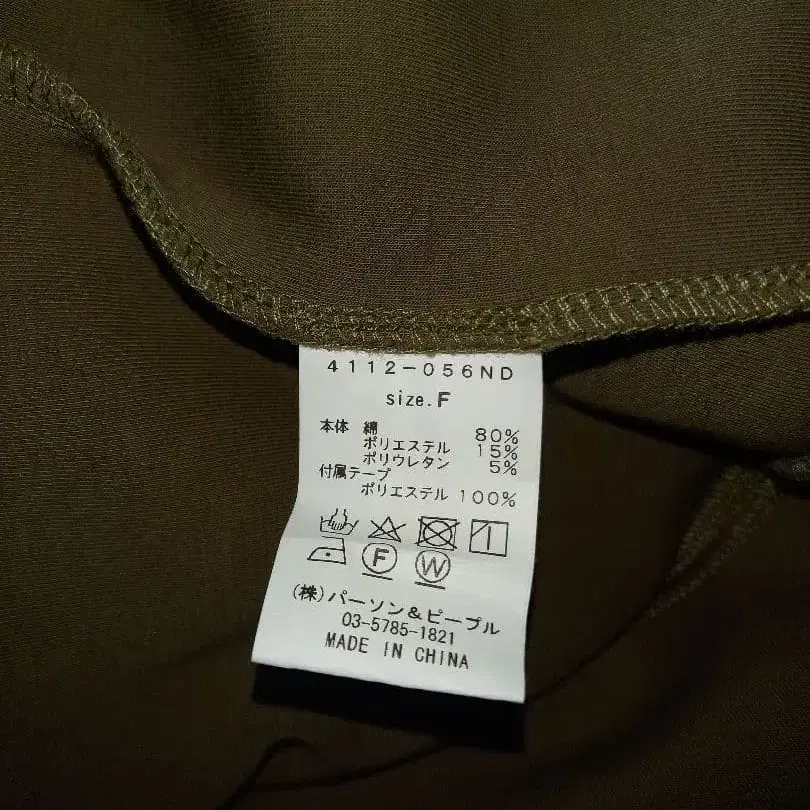 4112-056ND
size.F
本体 綿 80%
ポリエステル 15%
ポリウレタン 5%
付属テープ
ポリエステル 100%
F W
(株)パーソン&ピープル
03-5785-1821
MADE IN CHINA